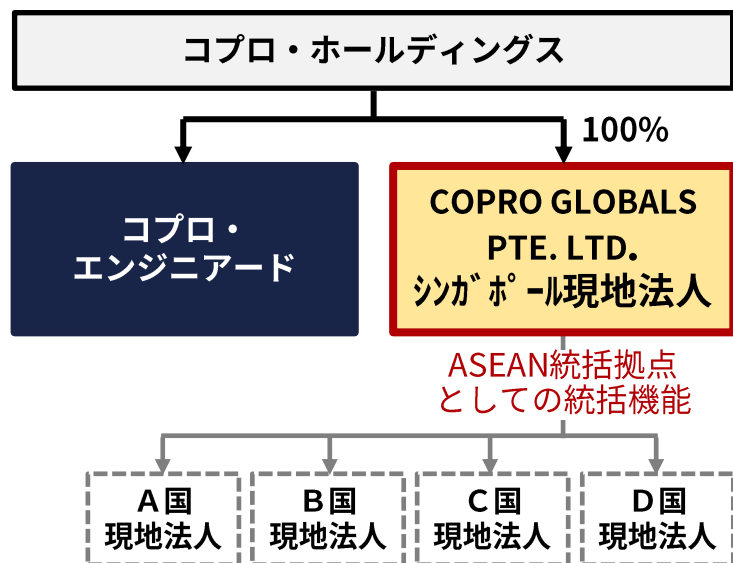 コプロ・ホールディングス
100%
コプロ・
エンジニアード
COPRO GLOBALS
PTE. LTD.
ｼﾝｶﾞﾎﾟｰﾙ現地法人
ASEAN統括拠点
としての統括機能
A国
現地法人
B国
現地法人
C国
現地法人
D国
現地法人